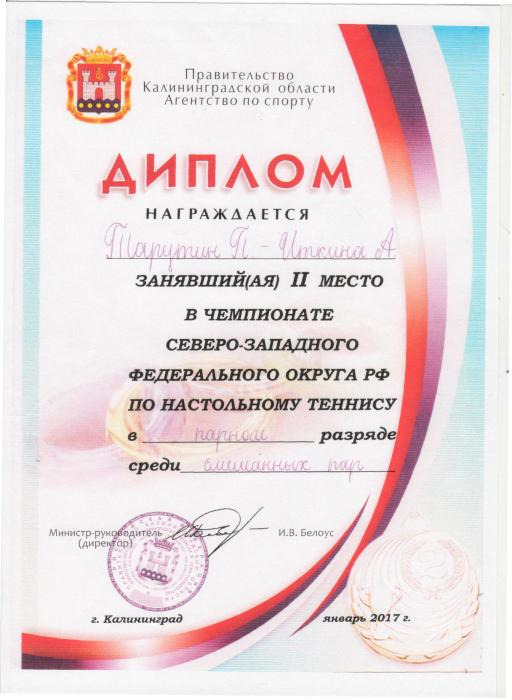 Правительство
Калининградской области
Агентство по спорту
ДИПЛОМ
НАГРАЖДАЕТСЯ
Тарутин П. - Иткина А
ЗАНЯВШИЙ(АЯ) II МЕСТО
В ЧЕМПИОНАТЕ
СЕВЕРО-ЗАПАДНОГО
ФЕДЕРАЛЬНОГО ОКРУГА РФ
ПО НАСТОЛЬНОМУ ТЕННИСУ
в парном разряде
среди смешанных пар
Министр-руководитель
(директор)
И.В. Белоус
г. Калининград
январь 2017 г.